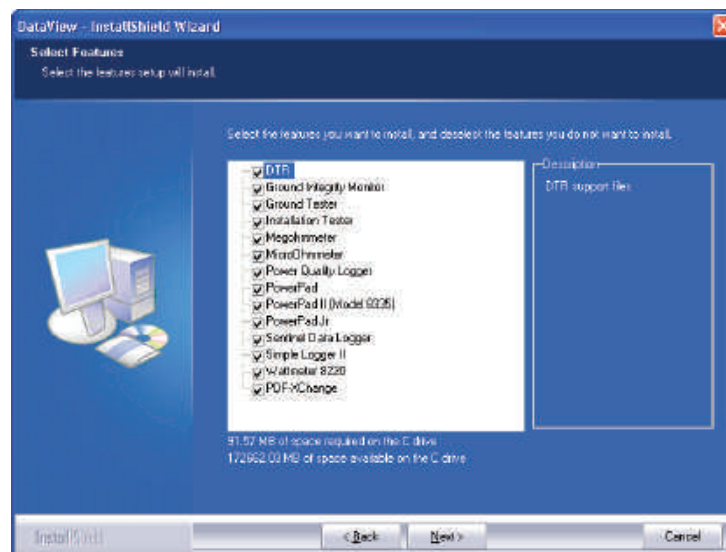 DataView - InstallShield Wizard
Select Features
Select the features setup will install.
Select the features you want to install, and deselect the features you do not want to install.
DTR
Ground Integrity Monitor
Ground Tester
Installation Tester
Megohmmeter
MicroOhmmeter
Power Quality Logger
PowerPad
PowerPad II (Model 8335)
PowerPad Jr
Sentinel Data Logger
Simple Logger II
Wattmeter 8220
PDF-XChange
Description
DTR support files
91.57 MB of space required on the C drive
172662.03 MB of space available on the C drive
InstallShield
< Back
Next >
Cancel